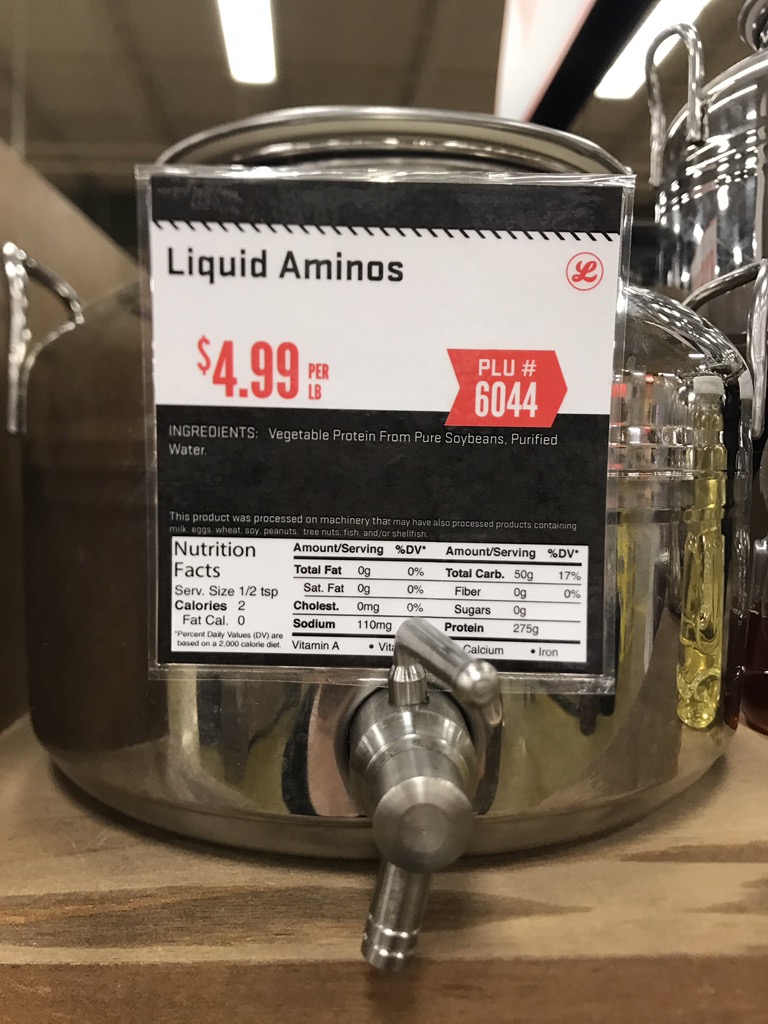 Liquid Aminos
L
$4.99 PER LB
PLU #
6044
INGREDIENTS: Vegetable Protein From Pure Soybeans, Purified
Water.
This product was processed on machinery that may have also processed products containing
milk, eggs, wheat, soy, peanuts, tree nuts, fish, and/or shellfish.
Nutrition
Facts
Serv. Size 1/2 tsp
Calories 2
Fat Cal. 0
*Percent Daily Values (DV) are
based on a 2,000 calorie diet.
Amount/Serving %DV*
Total Fat 0g 0%
Sat. Fat 0g 0%
Cholest. 0mg 0%
Sodium 110mg
Amount/Serving %DV*
Total Carb. 50g 17%
Fiber 0g 0%
Sugars 0g
Protein 275g
Vitamin A • Calcium • Iron